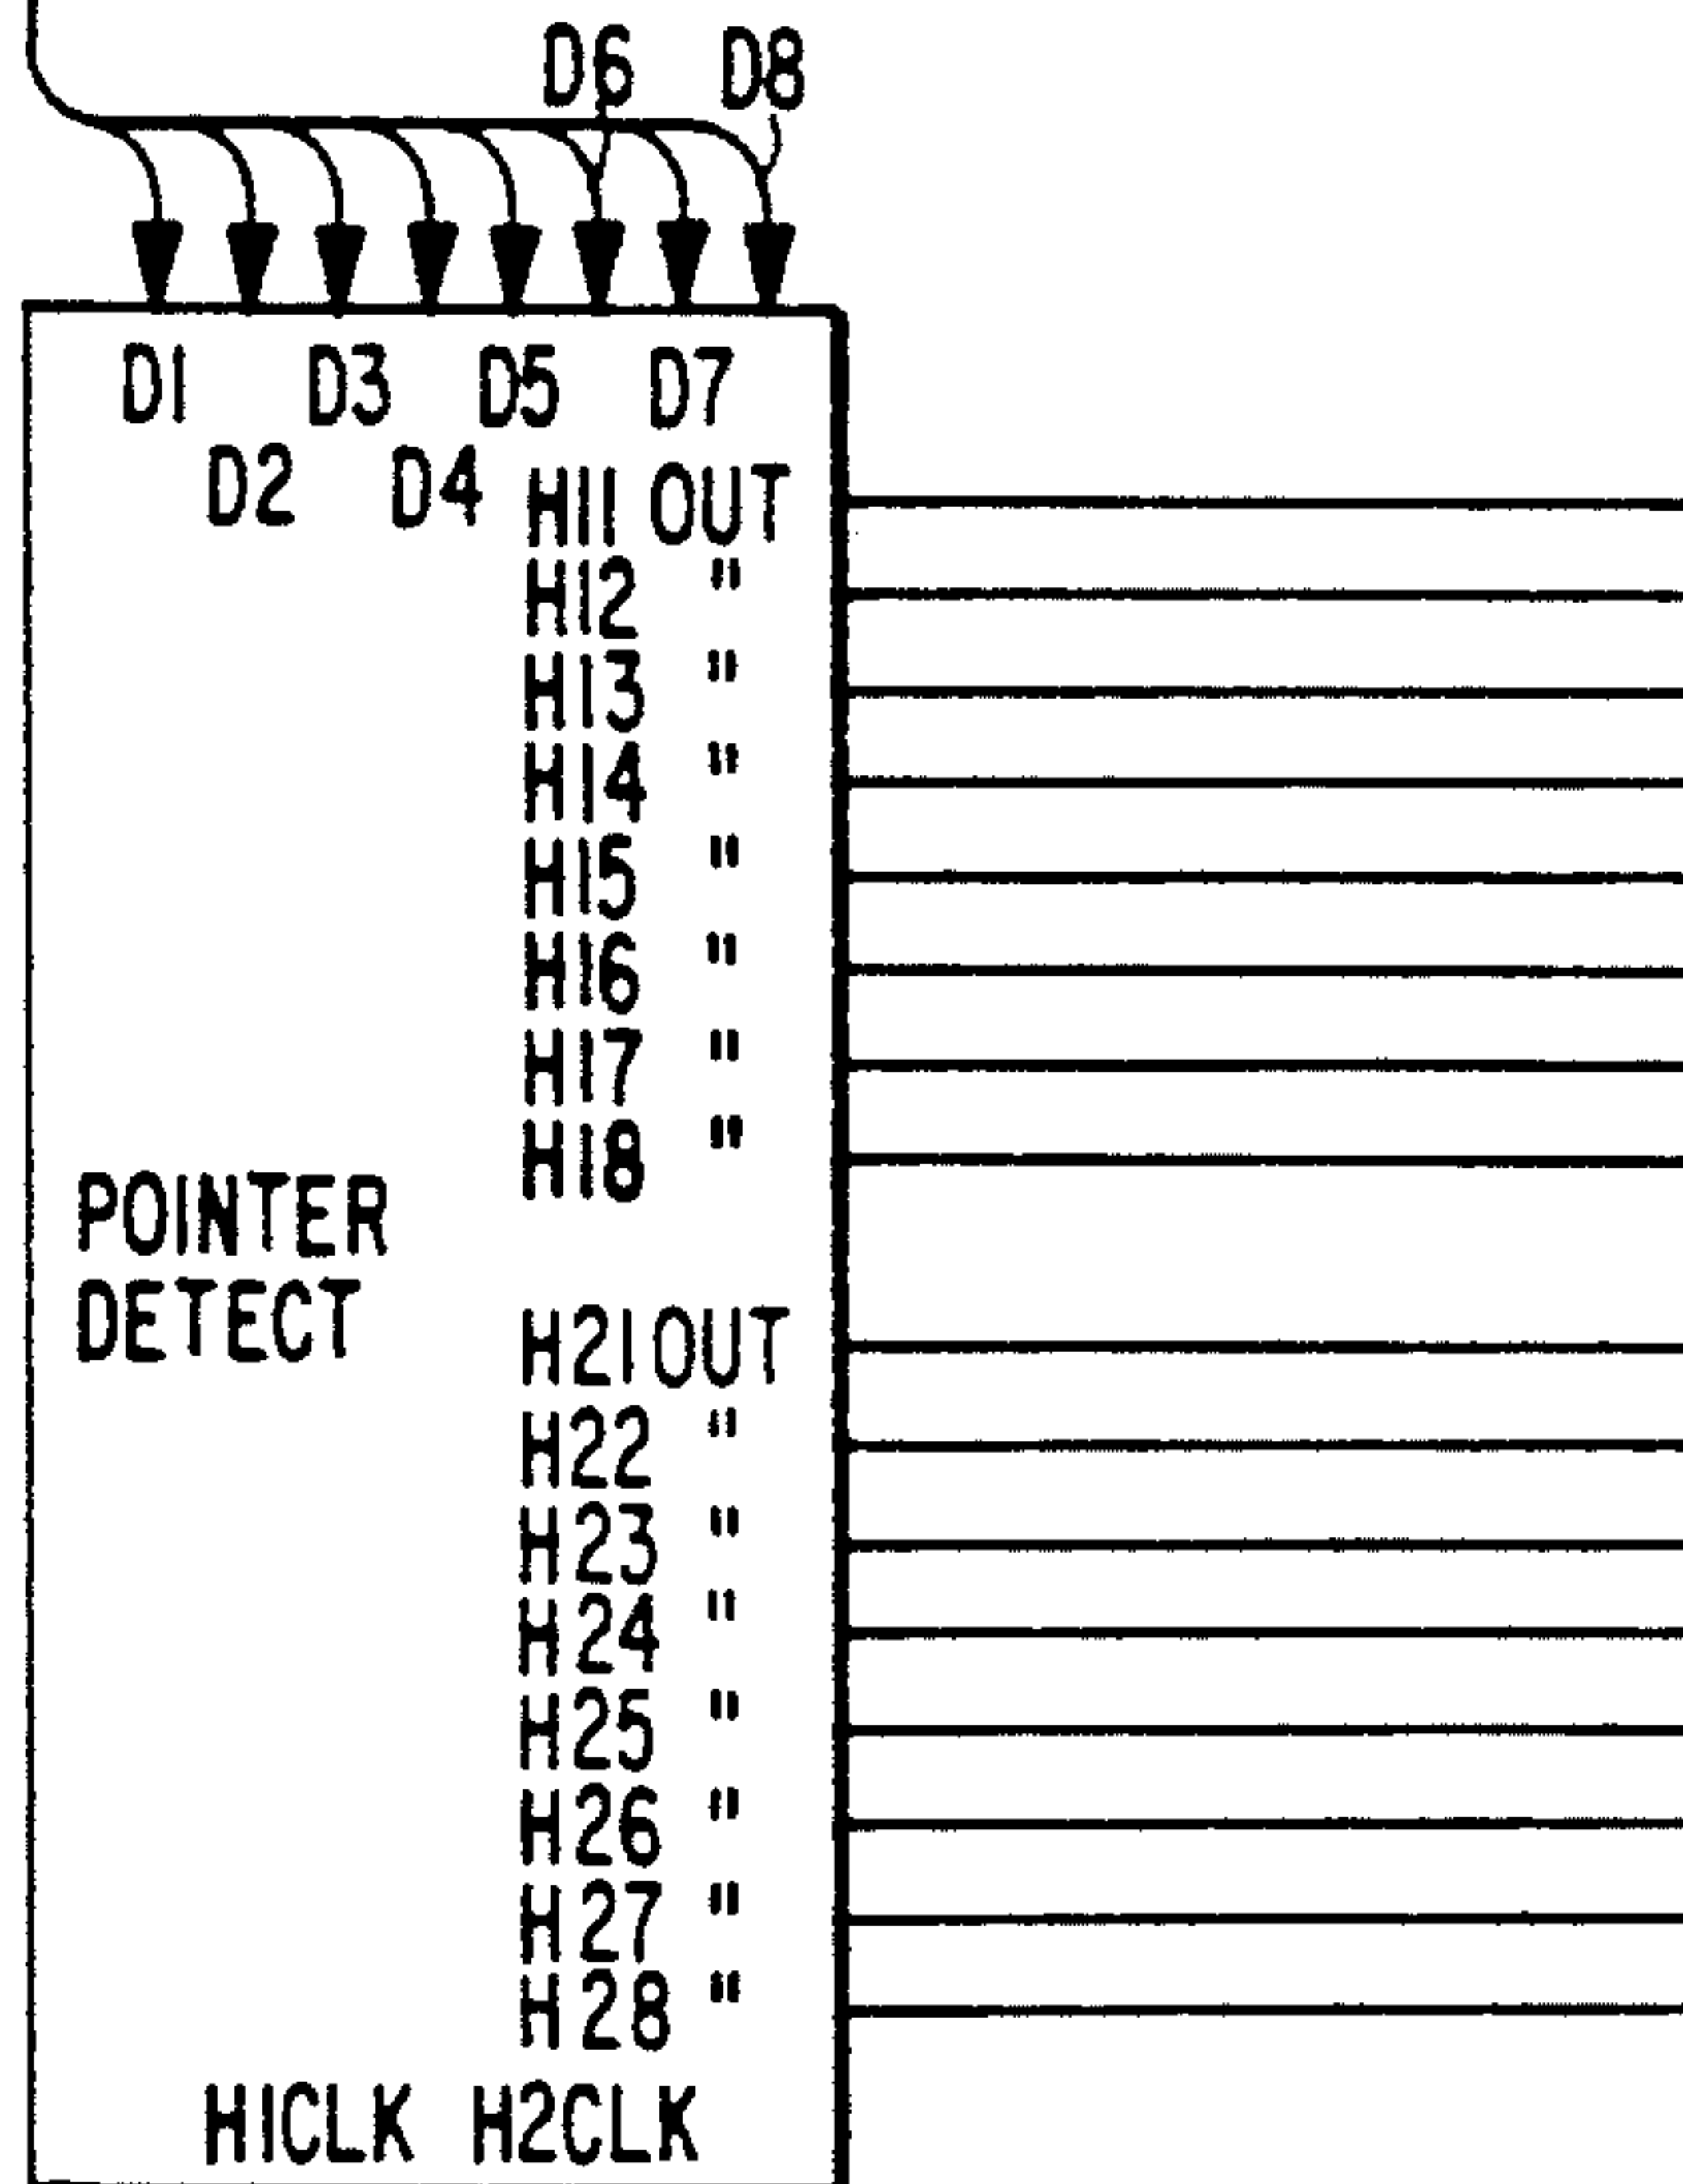 D6 D8
D1 D3 D5 D7
D2 D4 H11 OUT
H12 "
H13 "
H14 "
H15 "
H16 "
H17 "
H18 "
POINTER
DETECT
H21 OUT
H22 "
H23 "
H24 "
H25 "
H26 "
H27 "
H28 "
H1CLK H2CLK